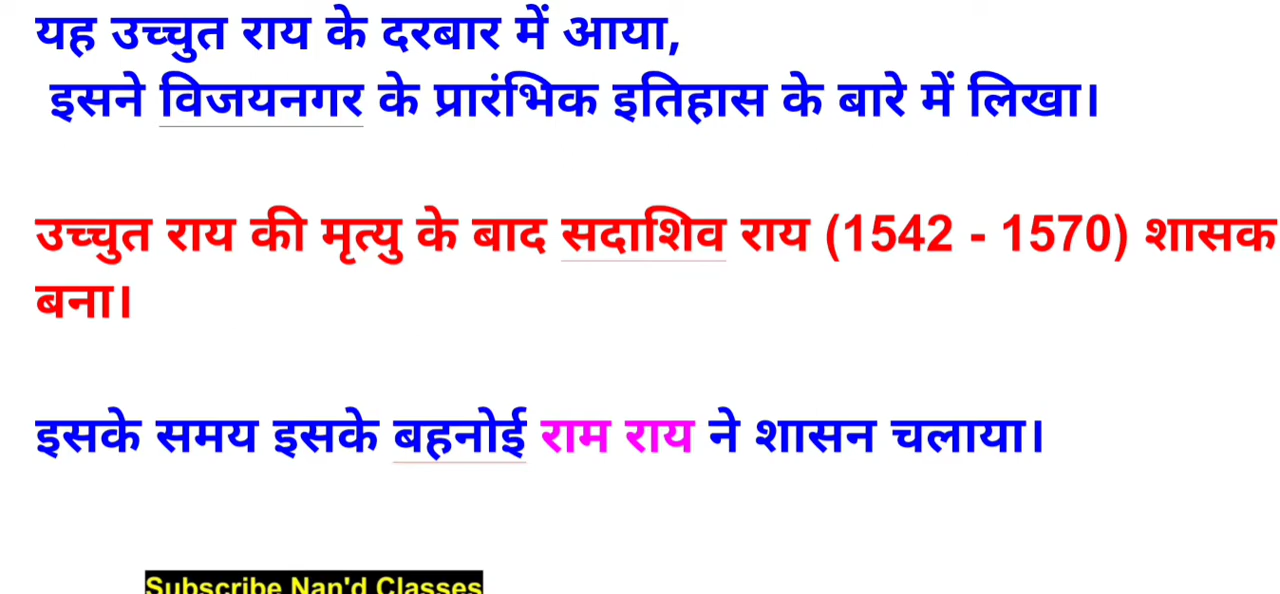 यह उच्चुत राय के दरबार में आया,
इसने विजयनगर के प्रारंभिक इतिहास के बारे में लिखा।
उच्चुत राय की मृत्यु के बाद सदाशिव राय (1542 - 1570) शासक
बना।
इसके समय इसके बहनोई राम राय ने शासन चलाया।
Subscribe Nan'd Classes